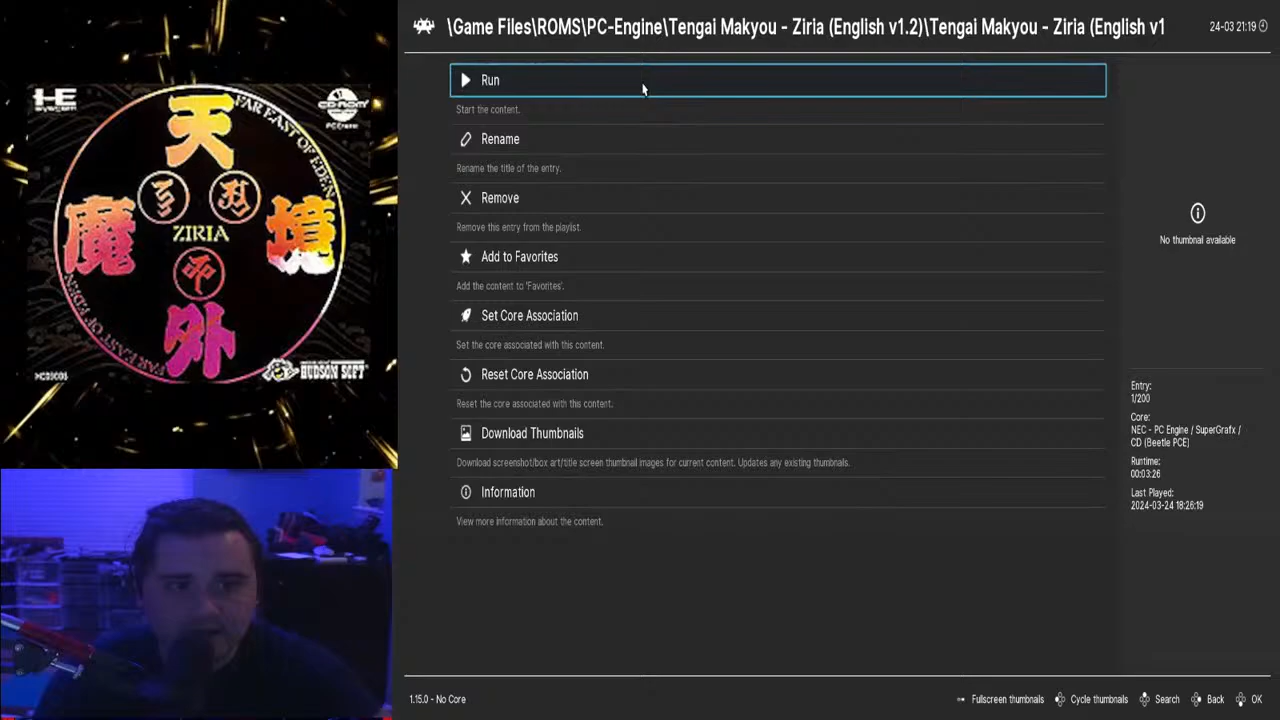 \Game Files\ROMS\PC-Engine\Tengai Makyou - Ziria (English v1.2)\Tengai Makyou - Ziria (English v1
24-03 21:19
Run
Start the content.
Rename
Rename the title of the entry.
Remove
Remove this entry from the playlist.
Add to Favorites
Add the content to 'Favorites'.
Set Core Association
Set the core associated with this content.
Reset Core Association
Reset the core associated with this content.
Download Thumbnails
Download screenshot/box art/title screen thumbnail images for current content. Updates any existing thumbnails.
Information
View more information about the content.
No thumbnail available
Entry:
1/200
Core:
NEC - PC Engine / SuperGrafx /
CD (Beetle PCE)
Runtime:
00:03:26
Last Played:
2024-03-24 18:26:19
1.15.0 - No Core
Fullscreen thumbnails
Cycle thumbnails
Search
Back
OK
HE
SYSTEM
CD-ROM
天
FAR EAST OF EDEN
魔
ZIRIA
境
外
FAR EAST OF EDEN
HUDSON SOFT